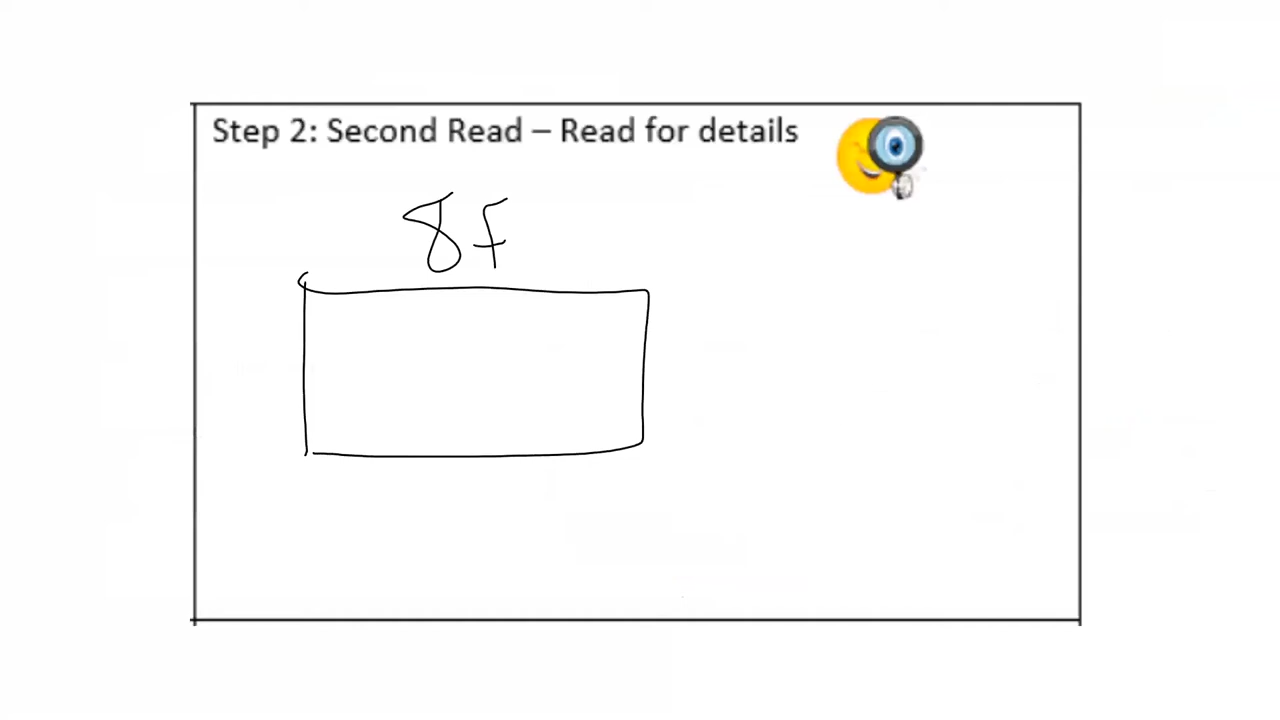 Step 2: Second Read – Read for details
8 f